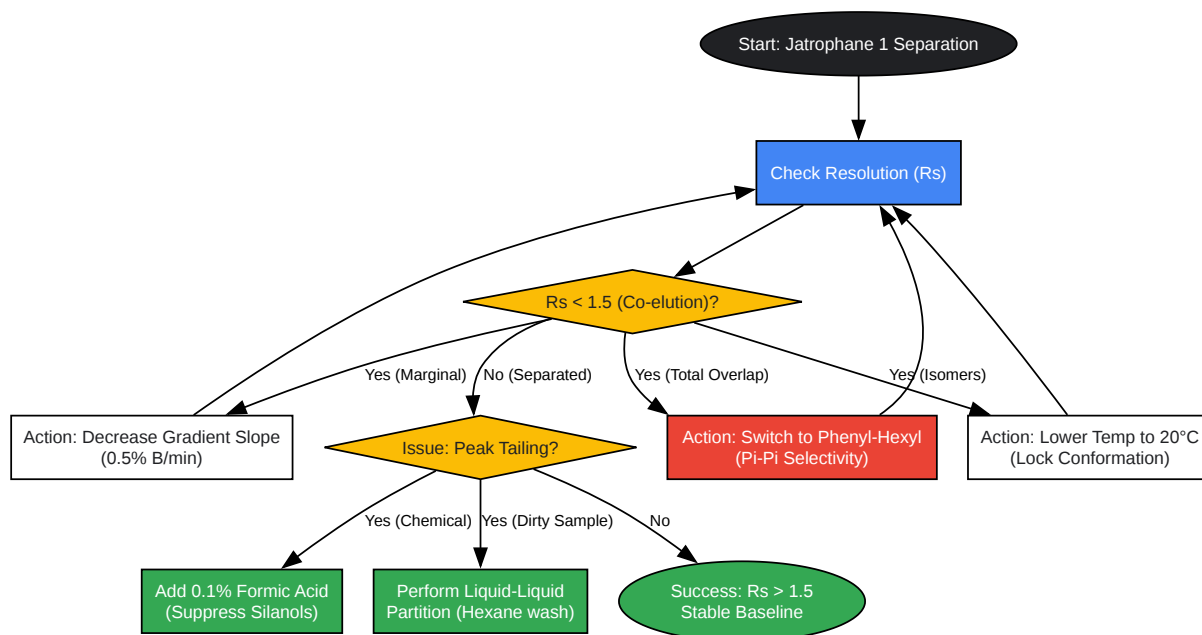 Start: Jatrophane 1 Separation
Check Resolution (Rs)
Rs < 1.5 (Co-elution)?
Yes (Marginal)
No (Separated)
Yes (Total Overlap)
Yes (Isomers)
Action: Decrease Gradient Slope
(0.5% B/min)
Issue: Peak Tailing?
Action: Switch to Phenyl-Hexyl
(Pi-Pi Selectivity)
Action: Lower Temp to 20°C
(Lock Conformation)
Yes (Chemical)
Yes (Dirty Sample)
No
Add 0.1% Formic Acid
(Suppress Silanols)
Perform Liquid-Liquid
Partition (Hexane wash)
Success: Rs > 1.5
Stable Baseline